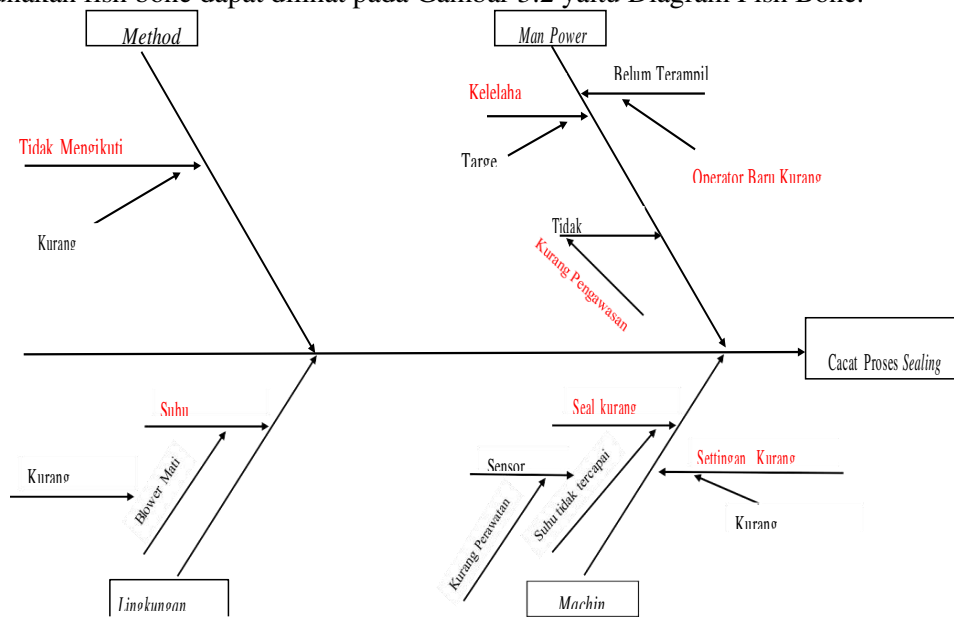 fish bone dapat dilihat pada Gambar 3.2 yaitu Diagram Fish Bone.
Method
Man Power
Belum Terampil
Kelelaha
Tidak Mengikuti
Targe
Operator Baru Kurang
Kurang
Tidak
Kurang Pengawasan
Cacat Proses Sealing
Suhu
Seal kurang
Settingan Kurang
Sensor
Kurang
Blower Mati
Suhu tidak tercapai
Kurang
Kurang Perawatan
Lingkungan
Machin